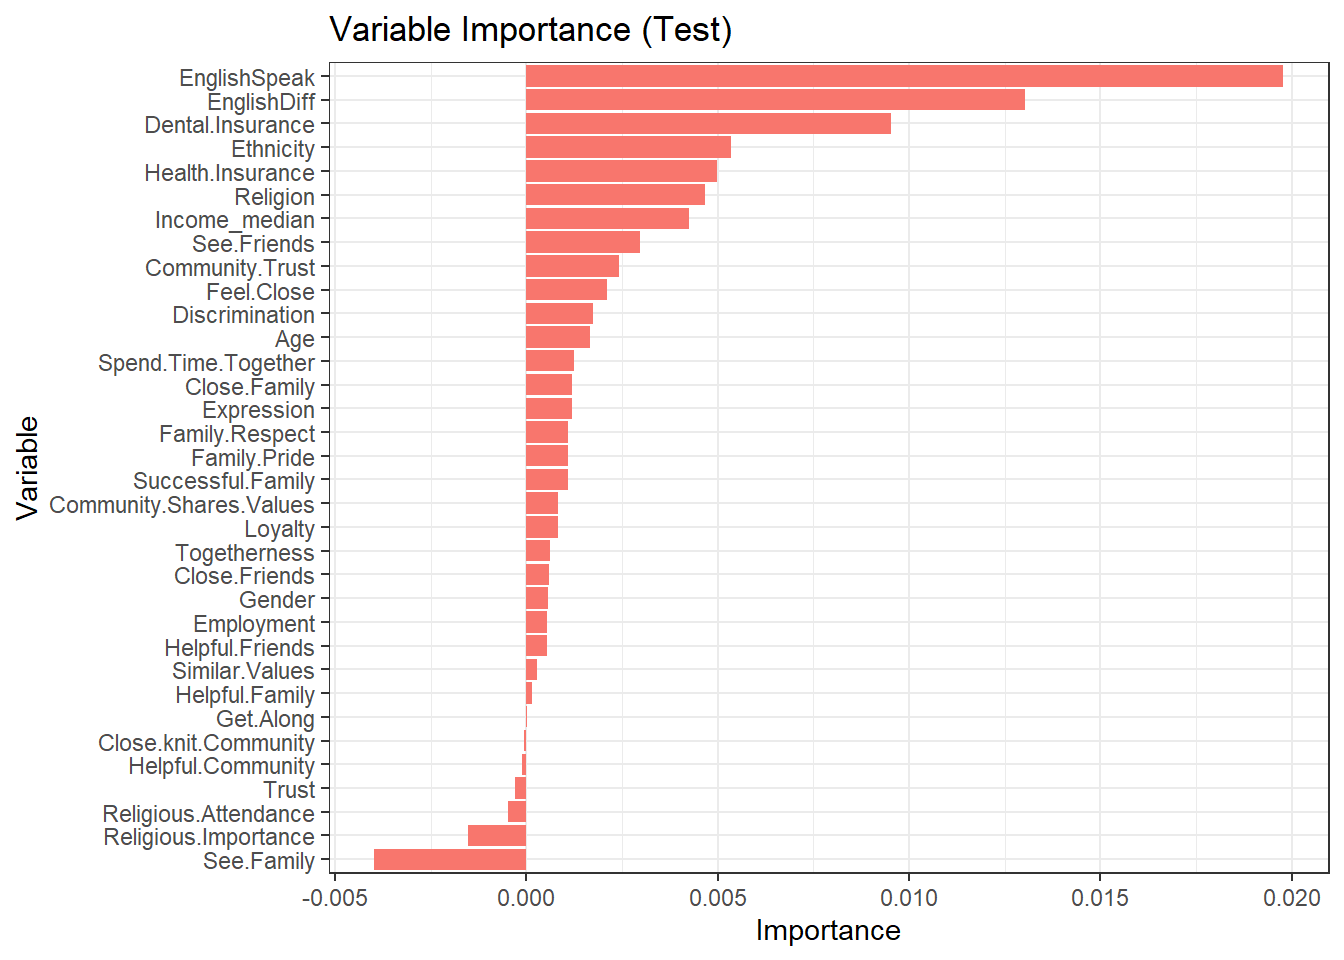 Variable Importance (Test)
EnglishSpeak
EnglishDiff
Dental.Insurance
Ethnicity
Health.Insurance
Religion
Income_median
See.Friends
Community.Trust
Feel.Close
Discrimination
Age
Spend.Time.Together
Close.Family
Expression
Family.Respect
Family.Pride
Successful.Family
Community.Shares.Values
Loyalty
Togetherness
Close.Friends
Gender
Employment
Helpful.Friends
Similar.Values
Helpful.Family
Get.Along
Close.knit.Community
Helpful.Community
Trust
Religious.Attendance
Religious.Importance
See.Family
Variable
-0.005 0.000 0.005 0.010 0.015 0.020
Importance